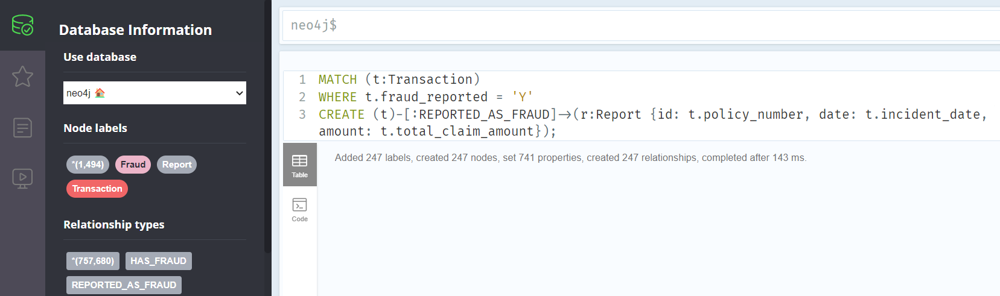 Database Information
Use database
neo4j
Node labels
*(1,494) Fraud Report
Transaction
Relationship types
*(757,680) HAS_FRAUD
REPORTED_AS_FRAUD
neo4j$
1 MATCH (t:Transaction)
2 WHERE t.fraud_reported = 'Y'
3 CREATE (t)-[:REPORTED_AS_FRAUD]->(r:Report {id: t.policy_number, date: t.incident_date,
amount: t.total_claim_amount});
Table
Code
Added 247 labels, created 247 nodes, set 741 properties, created 247 relationships, completed after 143 ms.